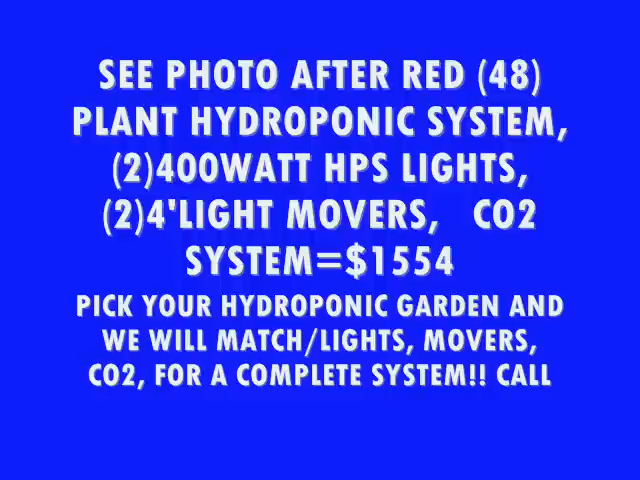 SEE PHOTO AFTER RED (48)
PLANT HYDROPONIC SYSTEM,
(2)400WATT HPS LIGHTS,
(2)4'LIGHT MOVERS, CO2
SYSTEM=$1554
PICK YOUR HYDROPONIC GARDEN AND
WE WILL MATCH/LIGHTS, MOVERS,
CO2, FOR A COMPLETE SYSTEM!! CALL